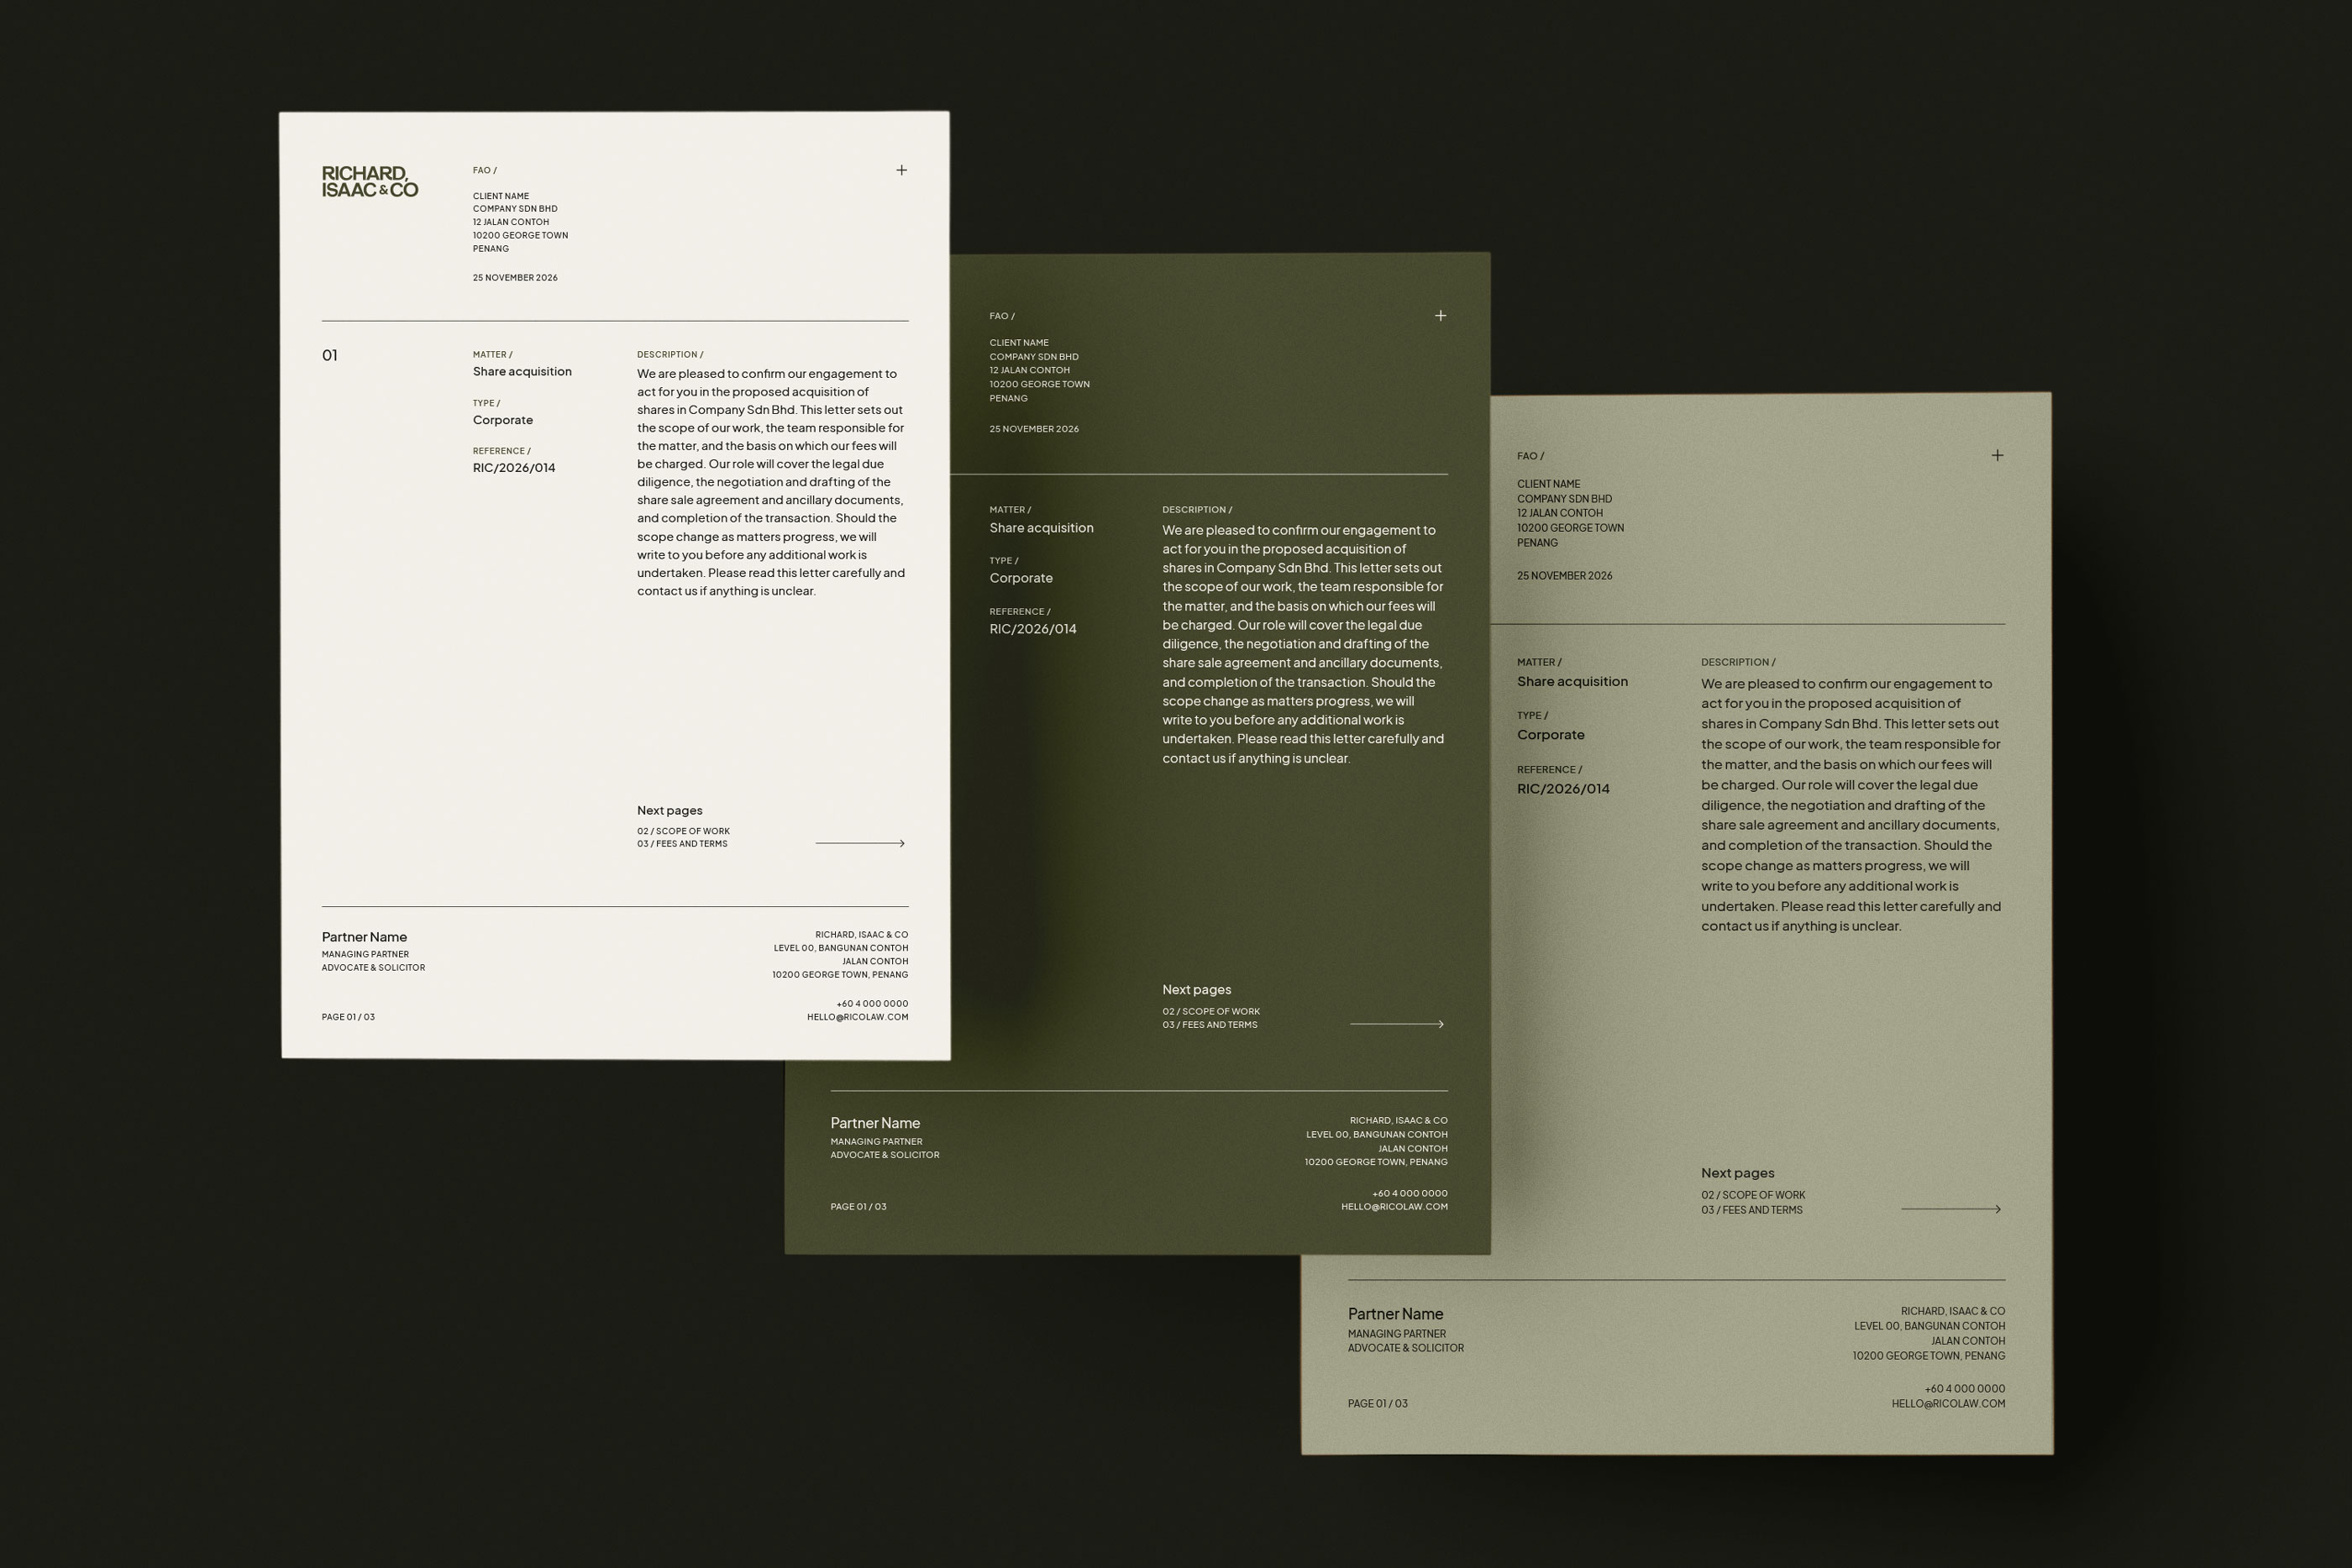 RICHARD,
ISAAC & CO
FAO /
CLIENT NAME
COMPANY SDN BHD
12 JALAN CONTOH
10200 GEORGE TOWN
PENANG
25 NOVEMBER 2026
01
MATTER /
Share acquisition
TYPE /
Corporate
REFERENCE /
RIC/2026/014
DESCRIPTION /
We are pleased to confirm our engagement to
act for you in the proposed acquisition of
shares in Company Sdn Bhd. This letter sets out
the scope of our work, the team responsible for
the matter, and the basis on which our fees will
be charged. Our role will cover the legal due
diligence, the negotiation and drafting of the
share sale agreement and ancillary documents,
and completion of the transaction. Should the
scope change as matters progress, we will
write to you before any additional work is
undertaken. Please read this letter carefully and
contact us if anything is unclear.
Next pages
02 / SCOPE OF WORK
03 / FEES AND TERMS
Partner Name
MANAGING PARTNER
ADVOCATE & SOLICITOR
PAGE 01 / 03
RICHARD, ISAAC & CO
LEVEL 00, BANGUNAN CONTOH
JALAN CONTOH
10200 GEORGE TOWN, PENANG
+60 4 000 0000
HELLO@RICOLAW.COM
FAO /
CLIENT NAME
COMPANY SDN BHD
12 JALAN CONTOH
10200 GEORGE TOWN
PENANG
25 NOVEMBER 2026
MATTER /
Share acquisition
TYPE /
Corporate
REFERENCE /
RIC/2026/014
DESCRIPTION /
We are pleased to confirm our engagement to
act for you in the proposed acquisition of
shares in Company Sdn Bhd. This letter sets out
the scope of our work, the team responsible for
the matter, and the basis on which our fees will
be charged. Our role will cover the legal due
diligence, the negotiation and drafting of the
share sale agreement and ancillary documents,
and completion of the transaction. Should the
scope change as matters progress, we will
write to you before any additional work is
undertaken. Please read this letter carefully and
contact us if anything is unclear.
Next pages
02 / SCOPE OF WORK
03 / FEES AND TERMS
Partner Name
MANAGING PARTNER
ADVOCATE & SOLICITOR
PAGE 01 / 03
RICHARD, ISAAC & CO
LEVEL 00, BANGUNAN CONTOH
JALAN CONTOH
10200 GEORGE TOWN, PENANG
+60 4 000 0000
HELLO@RICOLAW.COM
FAO /
CLIENT NAME
COMPANY SDN BHD
12 JALAN CONTOH
10200 GEORGE TOWN
PENANG
25 NOVEMBER 2026
MATTER /
Share acquisition
TYPE /
Corporate
REFERENCE /
RIC/2026/014
DESCRIPTION /
We are pleased to confirm our engagement to
act for you in the proposed acquisition of
shares in Company Sdn Bhd. This letter sets out
the scope of our work, the team responsible for
the matter, and the basis on which our fees will
be charged. Our role will cover the legal due
diligence, the negotiation and drafting of the
share sale agreement and ancillary documents,
and completion of the transaction. Should the
scope change as matters progress, we will
write to you before any additional work is
undertaken. Please read this letter carefully and
contact us if anything is unclear.
Next pages
02 / SCOPE OF WORK
03 / FEES AND TERMS
Partner Name
MANAGING PARTNER
ADVOCATE & SOLICITOR
PAGE 01 / 03
RICHARD, ISAAC & CO
LEVEL 00, BANGUNAN CONTOH
JALAN CONTOH
10200 GEORGE TOWN, PENANG
+60 4 000 0000
HELLO@RICOLAW.COM